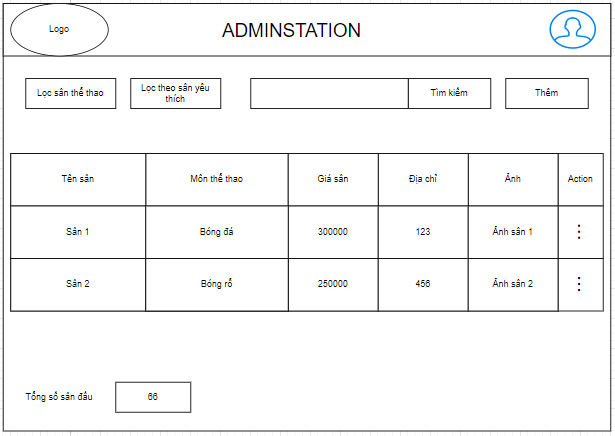 Logo
ADMINSTATION
Lọc sân thể thao
Lọc theo sân yêu
thích
Tìm kiếm
Thêm
Tên sân
Môn thể thao
Giá sân
Địa chỉ
Ảnh
Action
Sân 1
Bóng đá
300000
123
Ảnh sân 1
Sân 2
Bóng rổ
250000
456
Ảnh sân 2
Tổng số sân đấu
66